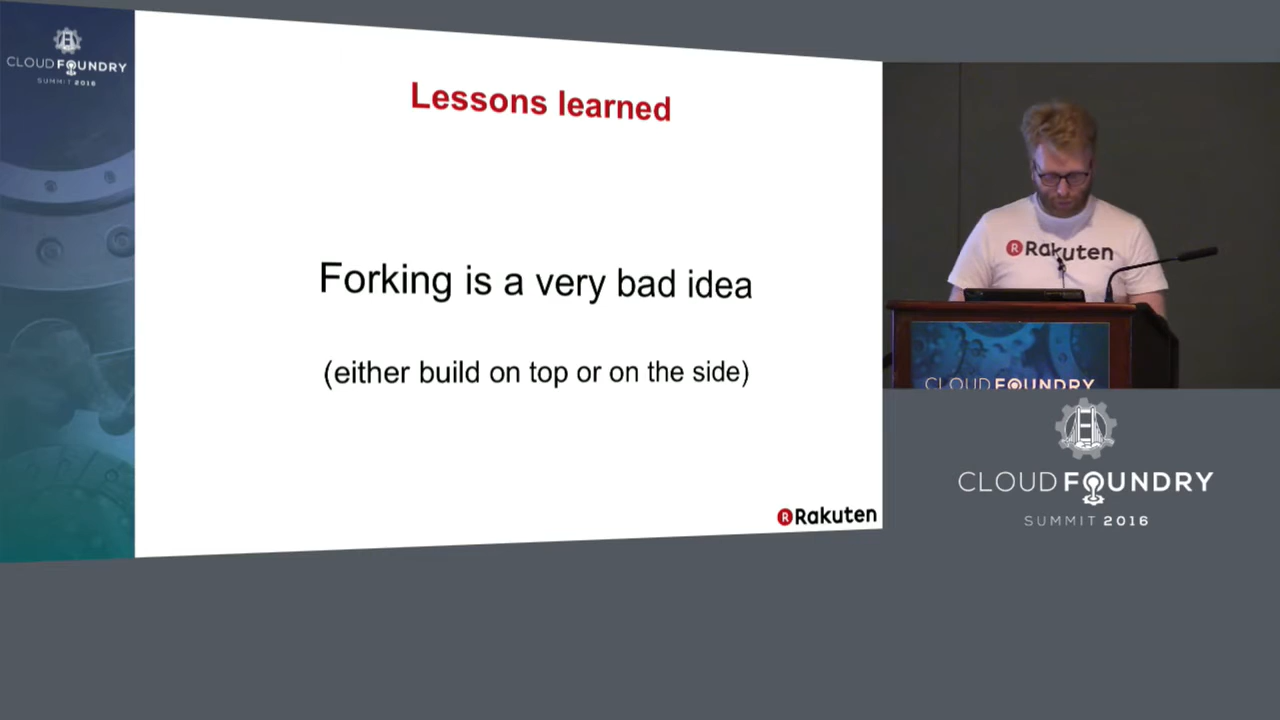 CLOUD FOUNDRY
SUMMIT 2016
Lessons learned
Forking is a very bad idea
(either build on top or on the side)
R Rakuten
R Rakuten
CLOUD FOUNDRY
CLOUD FOUNDRY
SUMMIT 2016